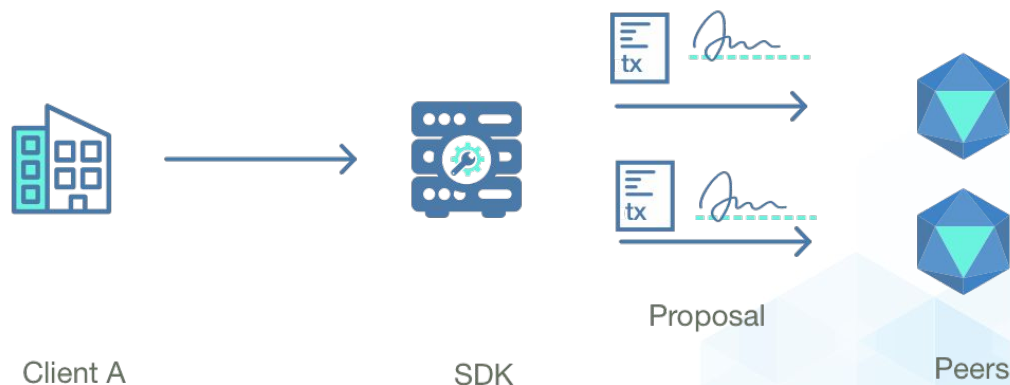 tx
tx
Proposal
Client A
SDK
Peers